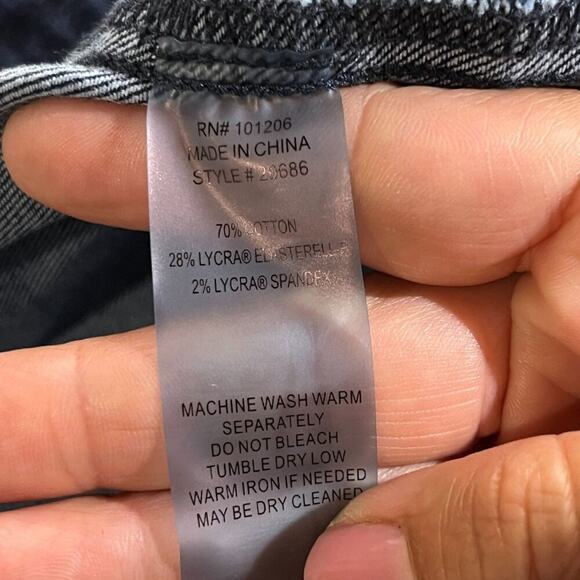 RN# 101206
MADE IN CHINA
STYLE # 20686
70% COTTON
28% LYCRA® ELASTERELL-P
2% LYCRA® SPANDEX
MACHINE WASH WARM
SEPARATELY
DO NOT BLEACH
TUMBLE DRY LOW
WARM IRON IF NEEDED
MAY BE DRY CLEANED